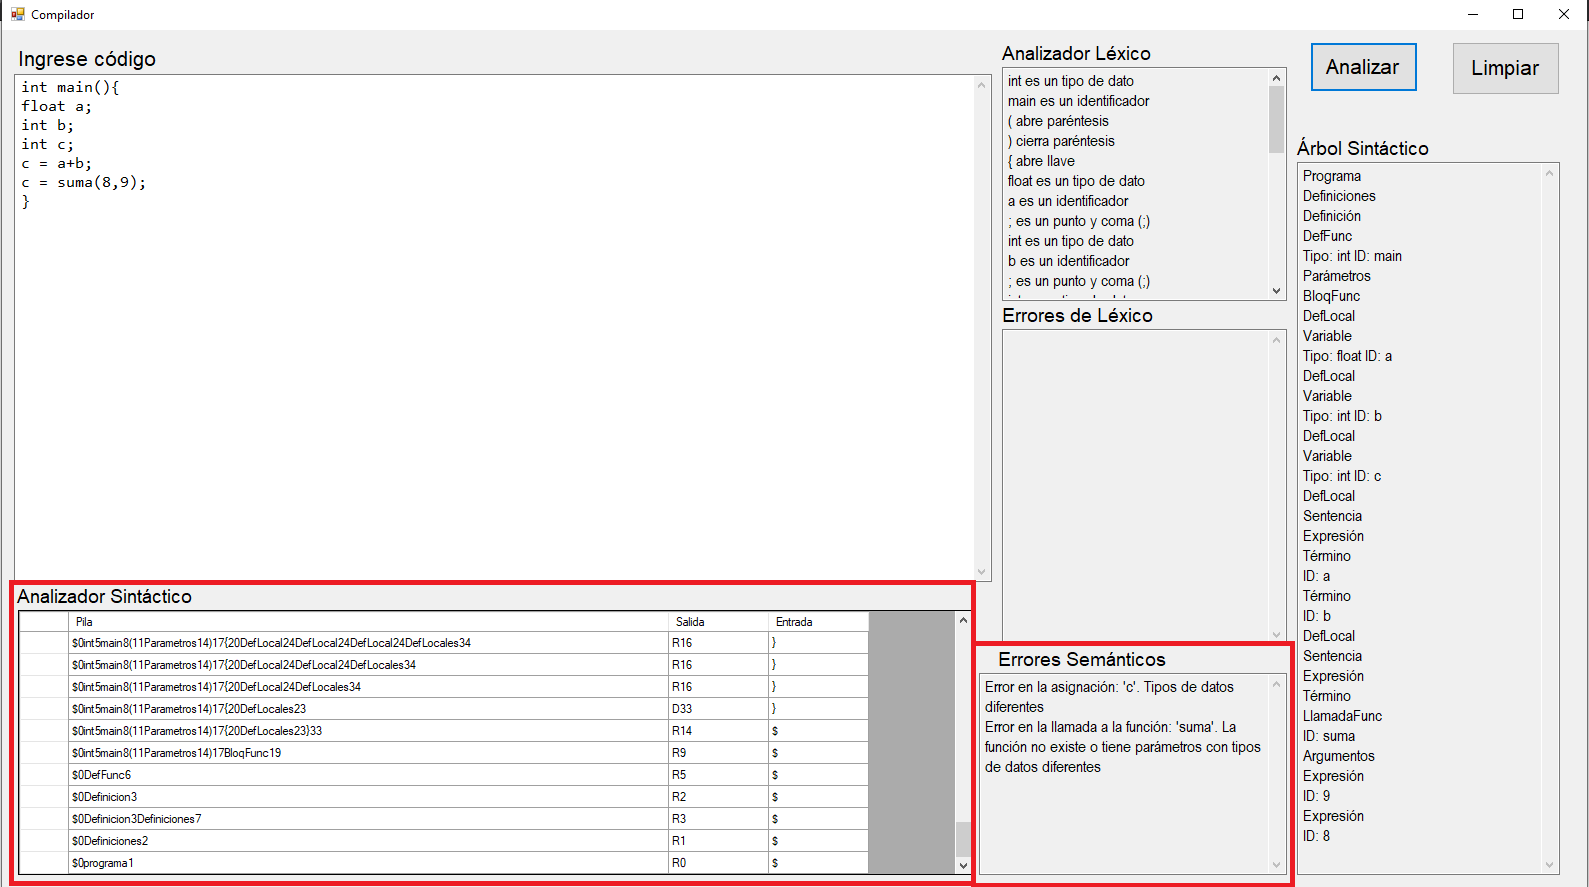 Compilador
Ingrese código
int main(){
float a;
int b;
int c;
c = a+b;
c = suma(8,9);
}
Analizador Léxico
int es un tipo de dato
main es un identificador
( abre paréntesis
) cierra paréntesis
{ abre llave
float es un tipo de dato
a es un identificador
; es un punto y coma (;)
int es un tipo de dato
b es un identificador
; es un punto y coma (;)
Analizar
Limpiar
Errores de Léxico
Árbol Sintáctico
Programa
Definiciones
Definición
DefFunc
Tipo: int ID: main
Parámetros
BloqFunc
DefLocal
Variable
Tipo: float ID: a
DefLocal
Variable
Tipo: int ID: b
DefLocal
Variable
Tipo: int ID: c
DefLocal
Sentencia
Expresión
Término
ID: a
Término
ID: b
DefLocal
Sentencia
Expresión
Término
LlamadaFunc
ID: suma
Argumentos
Expresión
ID: 9
Expresión
ID: 8
Analizador Sintáctico
Pila Salida Entrada
$0int5main8(11Parametros14)17{20DefLocal24DefLocal24DefLocal24DefLocales34 R16 }
$0int5main8(11Parametros14)17{20DefLocal24DefLocal24DefLocales34 R16 }
$0int5main8(11Parametros14)17{20DefLocal24DefLocales34 R16 }
$0int5main8(11Parametros14)17{20DefLocales23 D33 }
$0int5main8(11Parametros14)17{20DefLocales23}33 R14 $
$0int5main8(11Parametros14)17BloqFunc19 R9 $
$0DefFunc6 R5 $
$0Definicion3 R2 $
$0Definicion3Definiciones7 R3 $
$0Definiciones2 R1 $
$0programa1 R0 $
Errores Semánticos
Error en la asignación: 'c'. Tipos de datos
diferentes
Error en la llamada a la función: 'suma'. La
función no existe o tiene parámetros con tipos
de datos diferentes